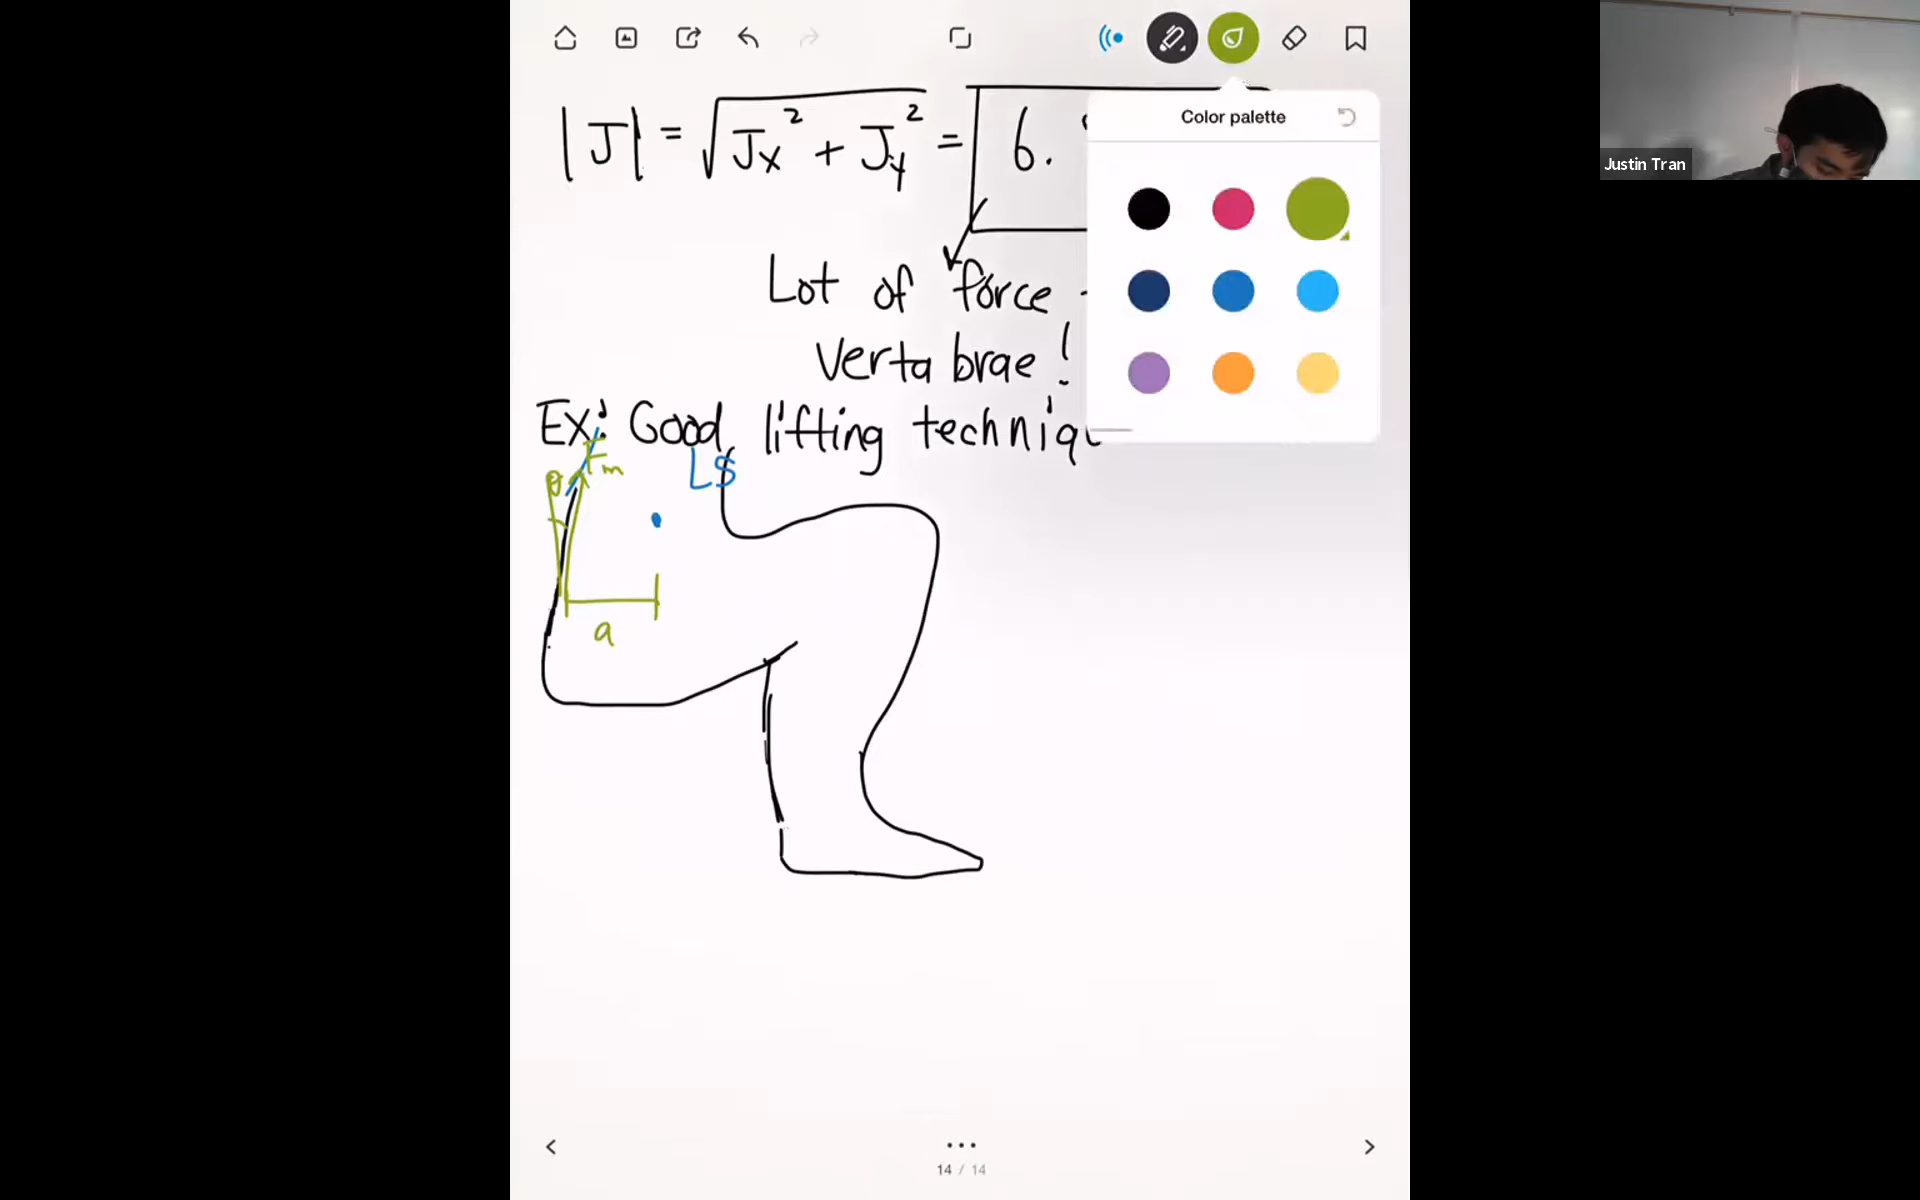 Color palette
Justin Tran
|J| = √Jx² + Jy² = 6.
Lot of force
Verta brae!
Ex: Good lifting techniq
Fm
θ
L5
a
14 / 14